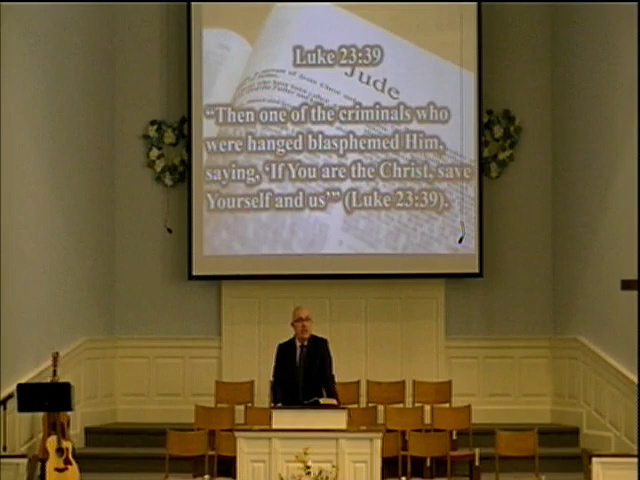 Luke 23:39
Jude
“Then one of the criminals who
were hanged blasphemed Him,
saying, ‘If You are the Christ, save
Yourself and us’” (Luke 23:39).